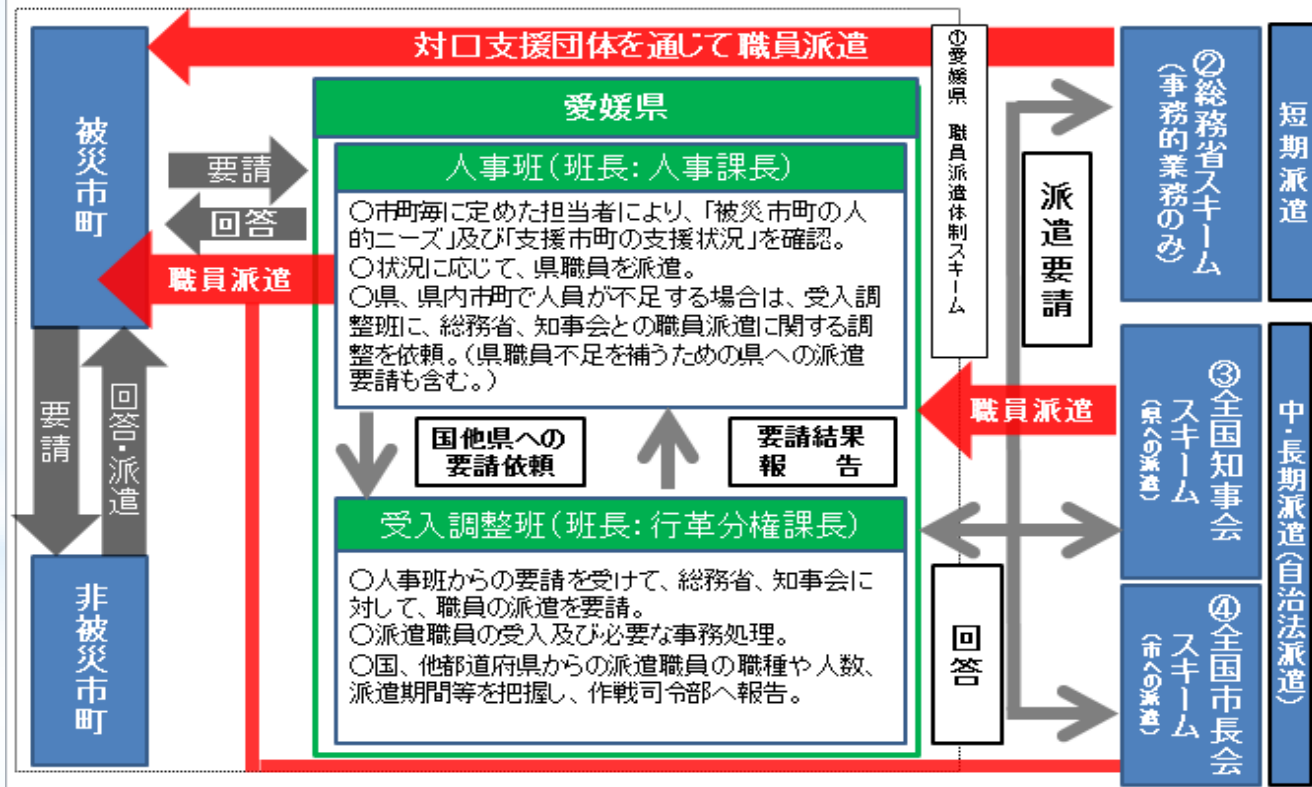 対口支援団体を通じて職員派遣
①愛媛県 職員派遣体制スキーム
②総務省スキーム
(事務的業務のみ)
短期派遣
被災市町
要請
回答
職員派遣
愛媛県
人事班(班長:人事課長)
○市町毎に定めた担当者により、「被災市町の人
的ニーズ」及び「支援市町の支援状況」を確認。
○状況に応じて、県職員を派遣。
○県、県内市町で人員が不足する場合は、受入調
整班に、総務省、知事会との職員派遣に関する調
整を依頼。(県職員不足を補うための県への派遣
要請も含む。)
派遣要請
職員派遣
③全国知事会
スキーム
(県への派遣)
中・長期派遣(自治法派遣)
要請
回答・派遣
国他県への
要請依頼
要請結果
報 告
受入調整班(班長:行革分権課長)
○人事班からの要請を受けて、総務省、知事会に
対して、職員の派遣を要請。
○派遣職員の受入及び必要な事務処理。
○国、他都道府県からの派遣職員の職種や人数、
派遣期間等を把握し、作戦司令部へ報告。
非被災市町
回答
④全国市長会
スキーム
(市への派遣)